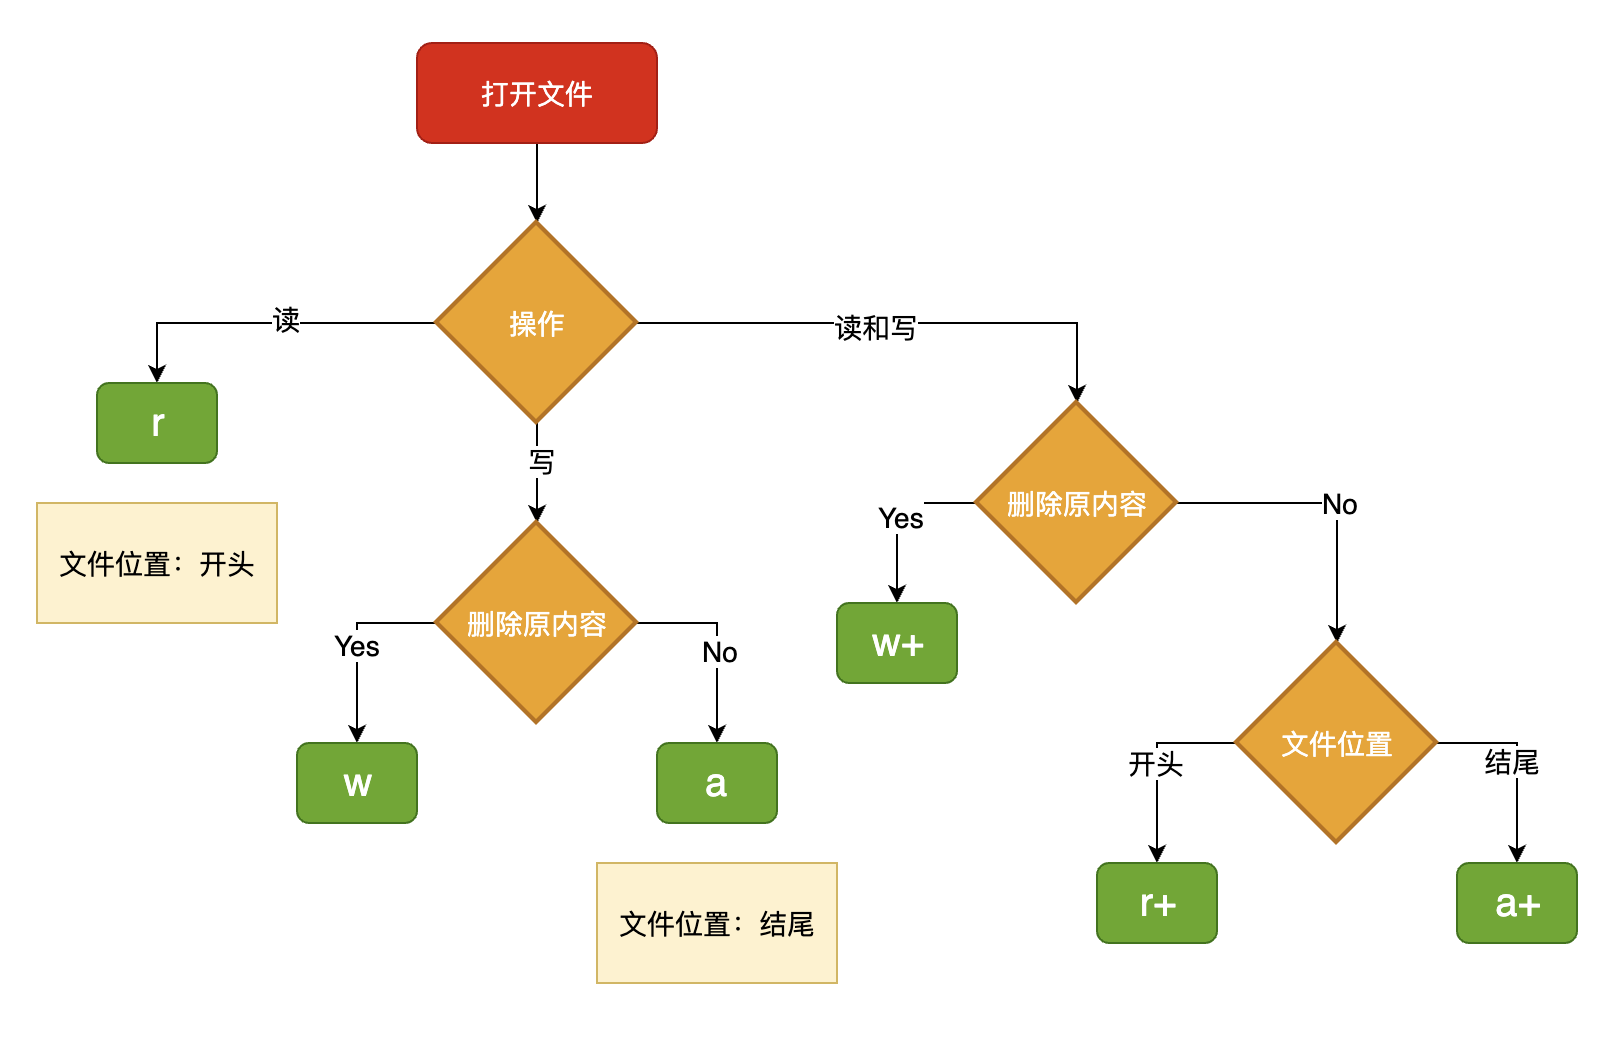 打开文件
操作
读
读和写
写
r
文件位置：开头
删除原内容
Yes
No
w
a
文件位置：结尾
删除原内容
Yes
No
w+
文件位置
开头
结尾
r+
a+